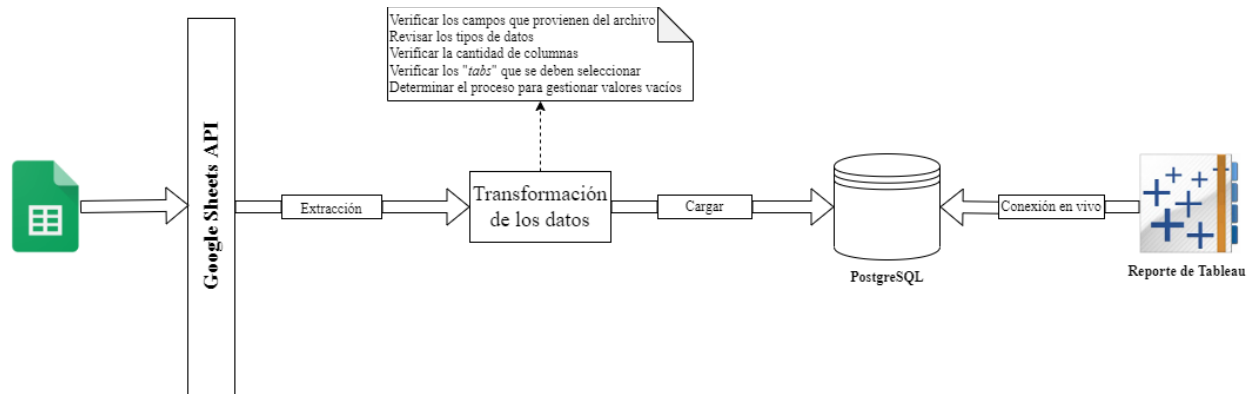 Verificar los campos que provienen del archivo
Revisar los tipos de datos
Verificar la cantidad de columnas
Verificar los "tabs" que se deben seleccionar
Determinar el proceso para gestionar valores vacíos
Google Sheets API
Extracción
Transformación
de los datos
Cargar
PostgreSQL
Conexión en vivo
Reporte de Tableau